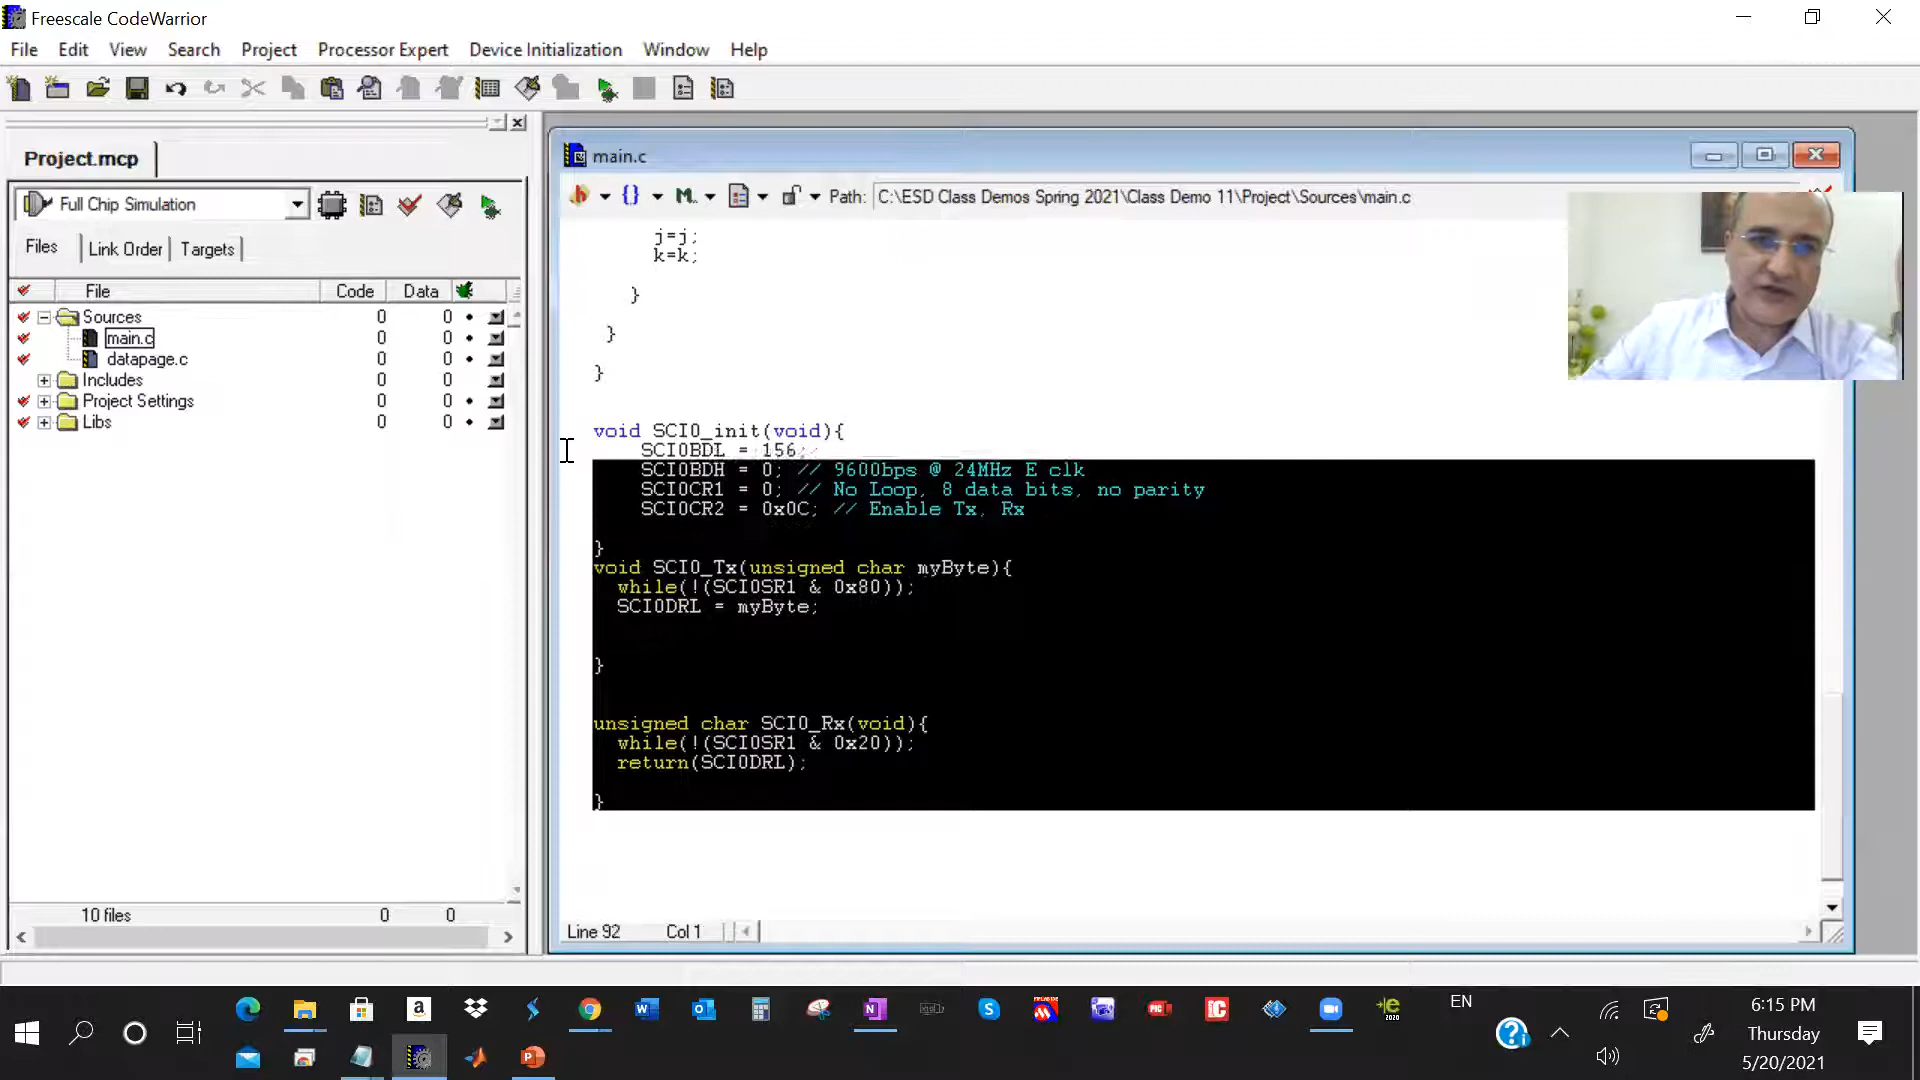 Freescale CodeWarrior
File Edit View Search Project Processor Expert Device Initialization Window Help
Project.mcp
Full Chip Simulation
Files Link Order Targets
File Code Data
Sources 0 0
main.c 0 0
datapage.c 0 0
Includes 0 0
Project Settings 0 0
Libs 0 0
10 files 0 0
main.c
Path: C:\ESD Class Demos Spring 2021\Class Demo 11\Project\Sources\main.c
j=j;
k=k;
}
}
}
void SCI0_init(void){
SCI0BDL = 156;
SCI0BDH = 0; // 9600bps @ 24MHz E clk
SCI0CR1 = 0; // No Loop, 8 data bits, no parity
SCI0CR2 = 0x0C; // Enable Tx, Rx
}
void SCI0_Tx(unsigned char myByte){
while(!(SCI0SR1 & 0x80));
SCI0DRL = myByte;
}
unsigned char SCI0_Rx(void){
while(!(SCI0SR1 & 0x20));
return(SCI0DRL);
}
Line 92 Col 1
EN
6:15 PM
Thursday
5/20/2021